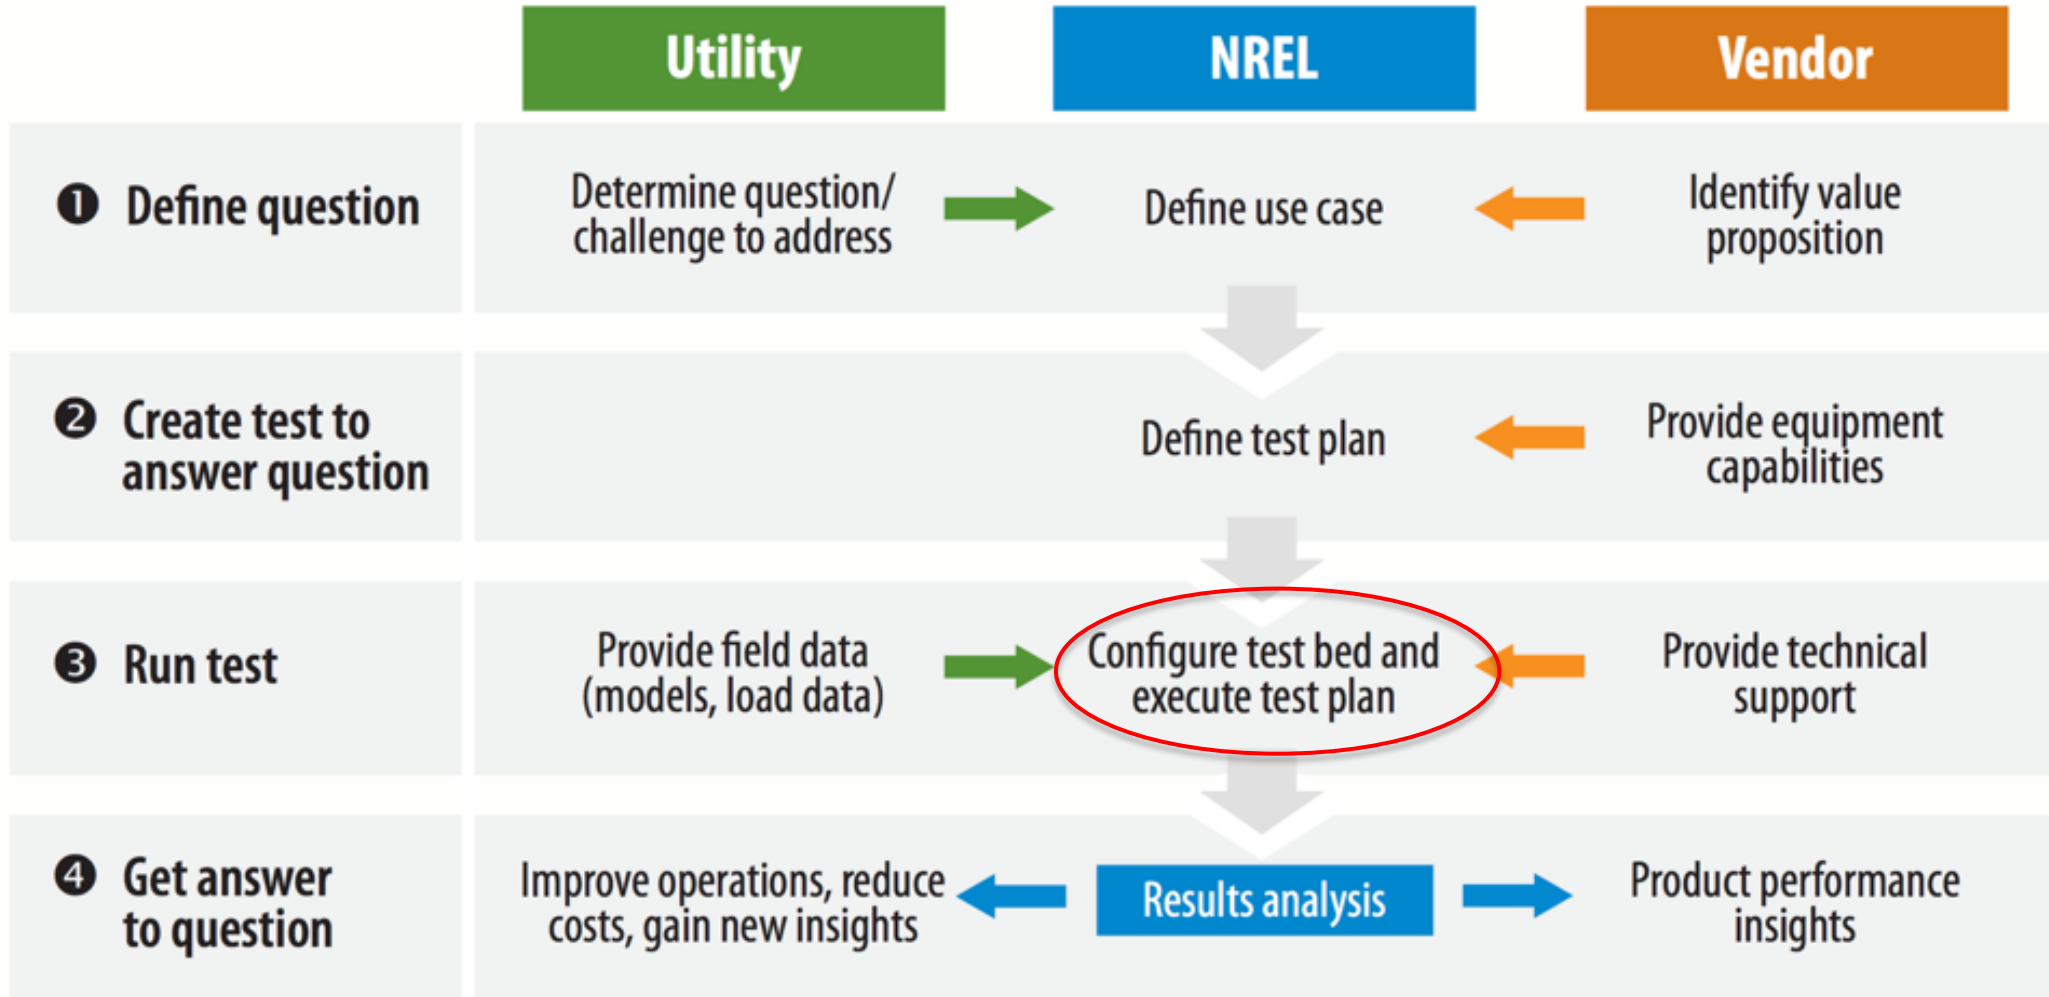 Utility
NREL
Vendor
❶ Define question
Determine question/
challenge to address
Define use case
Identify value
proposition
❷ Create test to
answer question
Define test plan
Provide equipment
capabilities
❸ Run test
Provide field data
(models, load data)
Configure test bed and
execute test plan
Provide technical
support
❹ Get answer
to question
Improve operations, reduce
costs, gain new insights
Results analysis
Product performance
insights